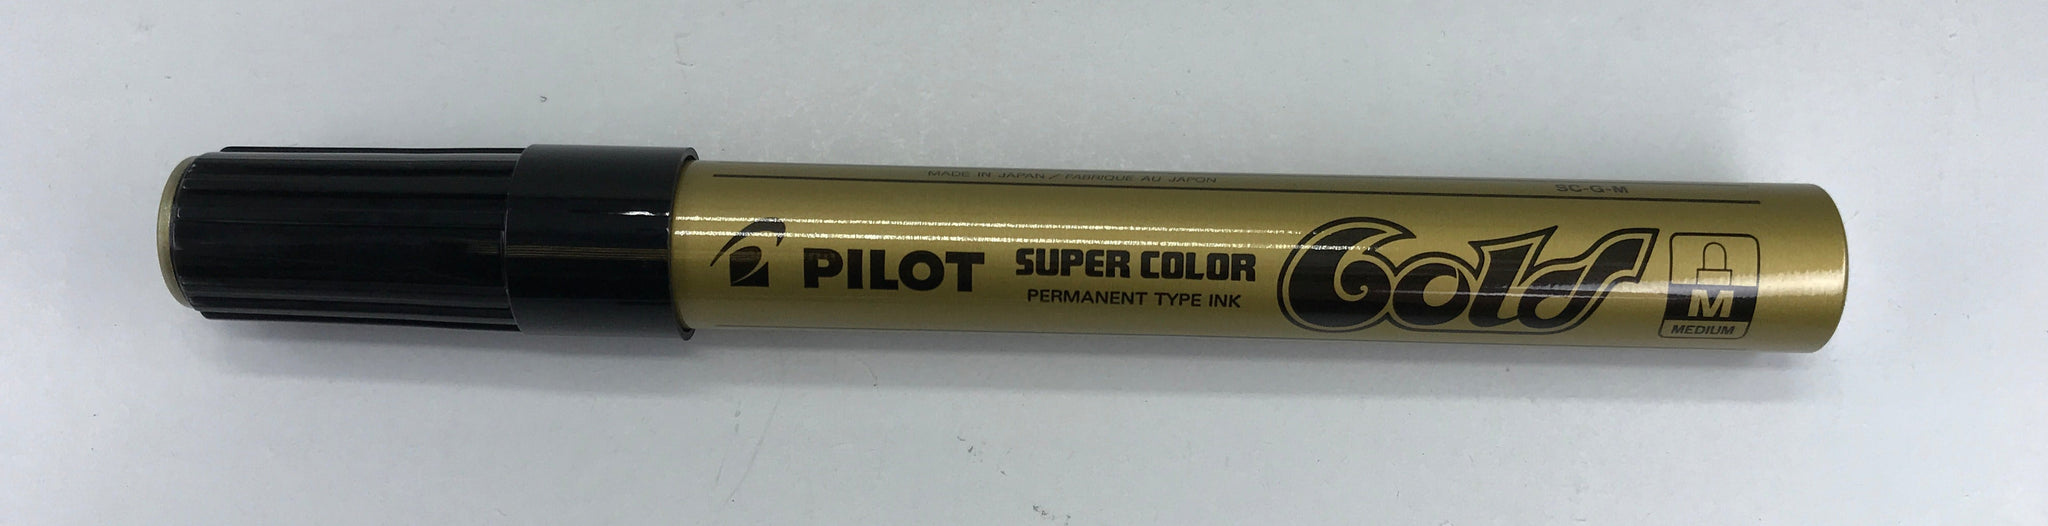 MADE IN JAPAN / FABRIQUE AU JAPON
SC-G-M
PILOT
SUPER COLOR
PERMANENT TYPE INK
Gold
M
MEDIUM